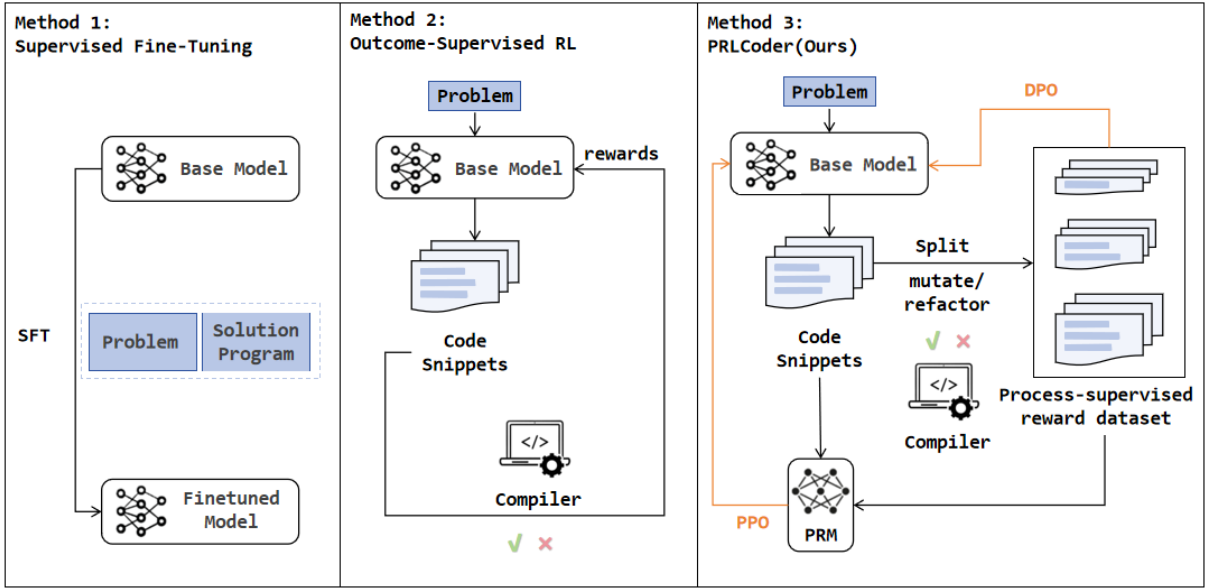 Method 1:
Supervised Fine-Tuning
Base Model
SFT
Problem
Solution
Program
Finetuned
Model
Method 2:
Outcome-Supervised RL
Problem
Base Model
rewards
Code
Snippets
</>
Compiler
√ ×
Method 3:
PRLCoder(Ours)
Problem
DPO
Base Model
Split
mutate/
refactor
√ ×
Code
Snippets
</>
Compiler
Process-supervised
reward dataset
PPO
PRM